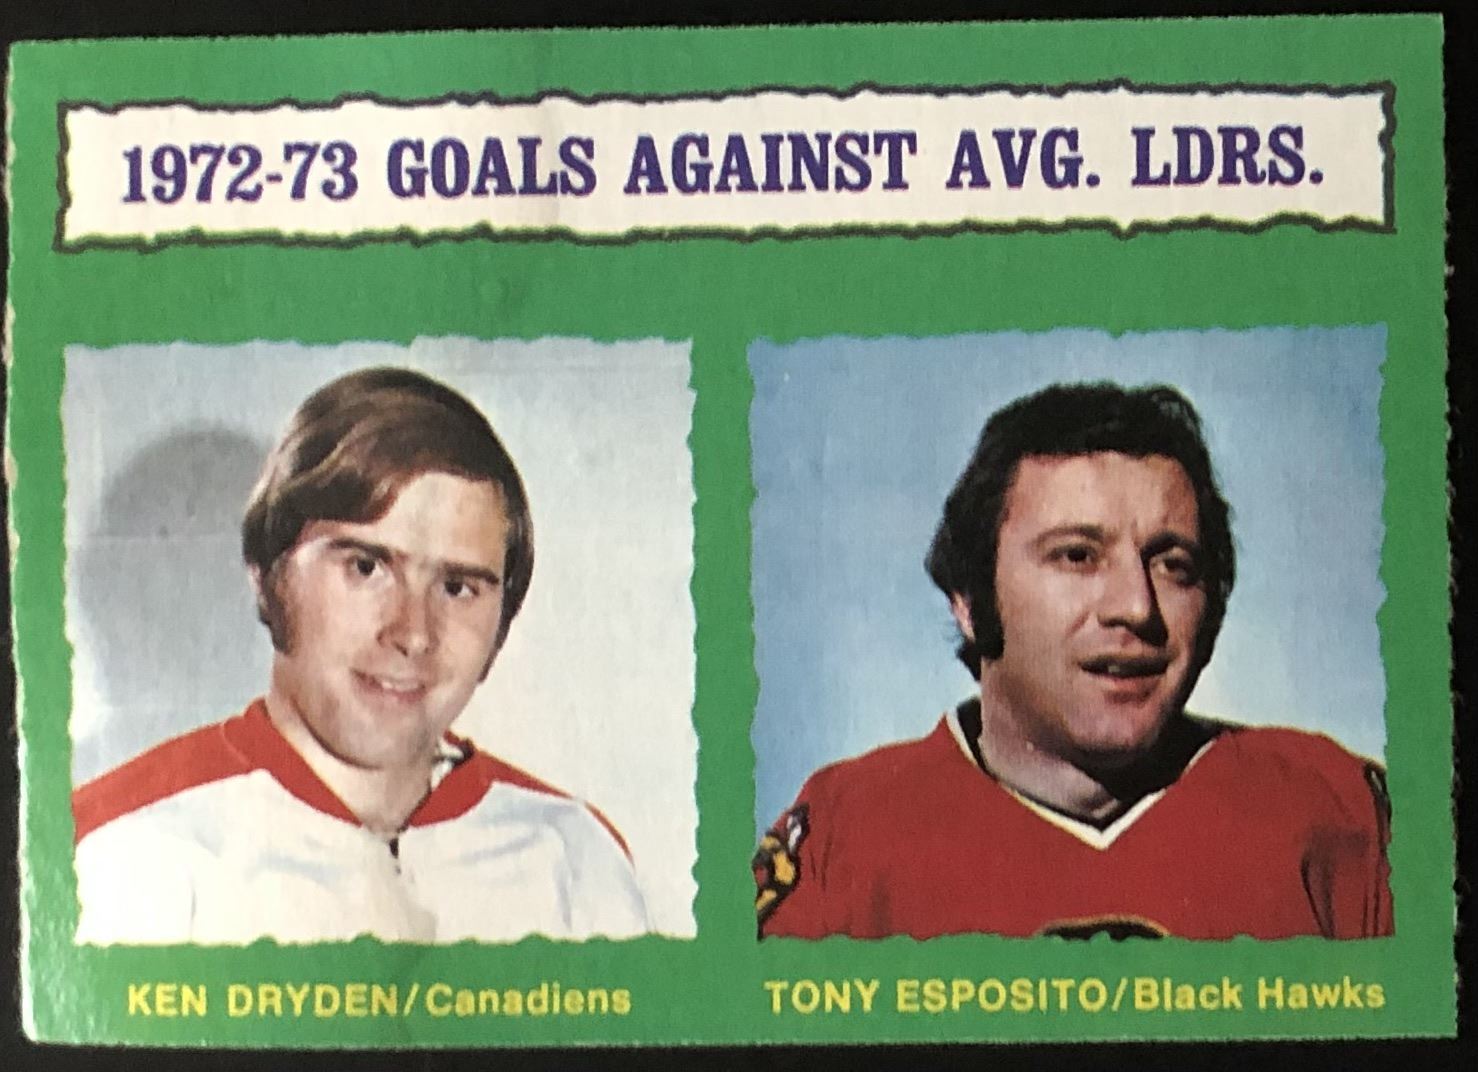 1972-73 GOALS AGAINST AVG. LDRS.
KEN DRYDEN/Canadiens
TONY ESPOSITO/Black Hawks